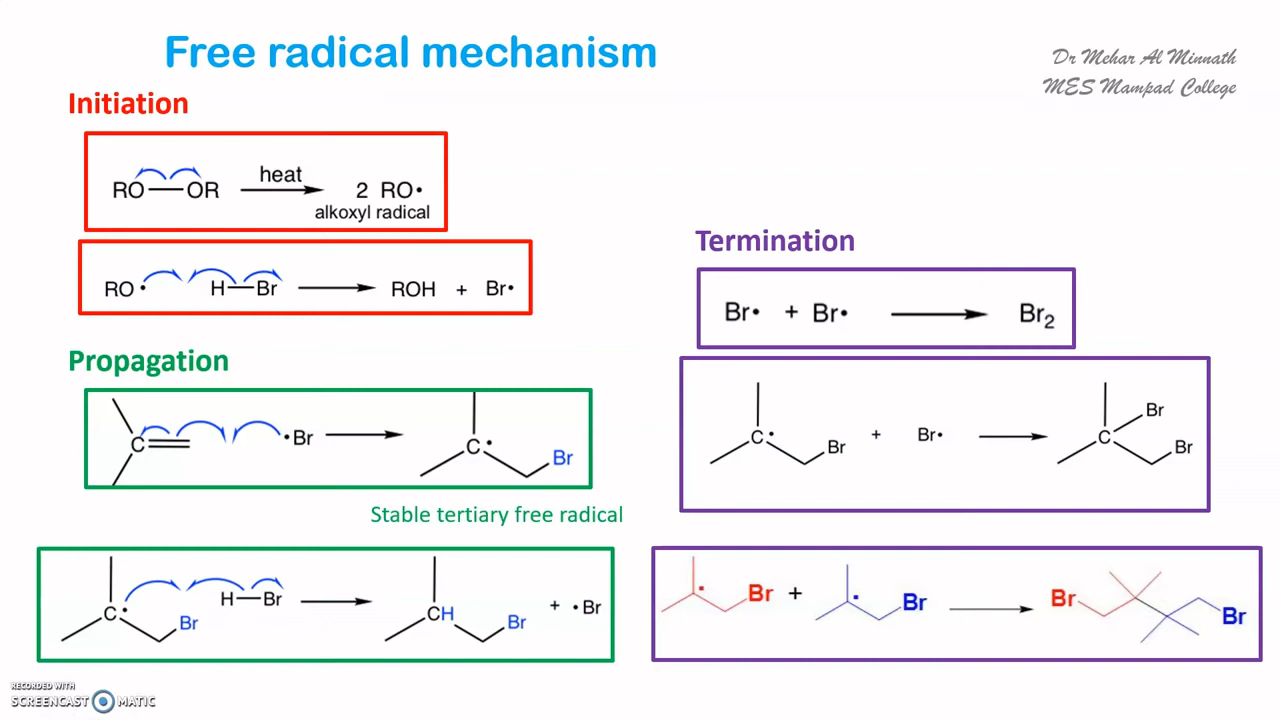 Free radical mechanism
Dr Mehar Al Minnath
MES Mampad College
Initiation
RO—OR heat 2 RO•
alkoxyl radical
RO• H—Br ROH + Br•
Propagation
C •Br C• Br
Stable tertiary free radical
C• Br H—Br CH Br + •Br
Termination
Br• + Br• Br₂
C• Br + Br• C Br Br
• Br + • Br Br Br
RECORDED WITH
SCREENCAST MATIC